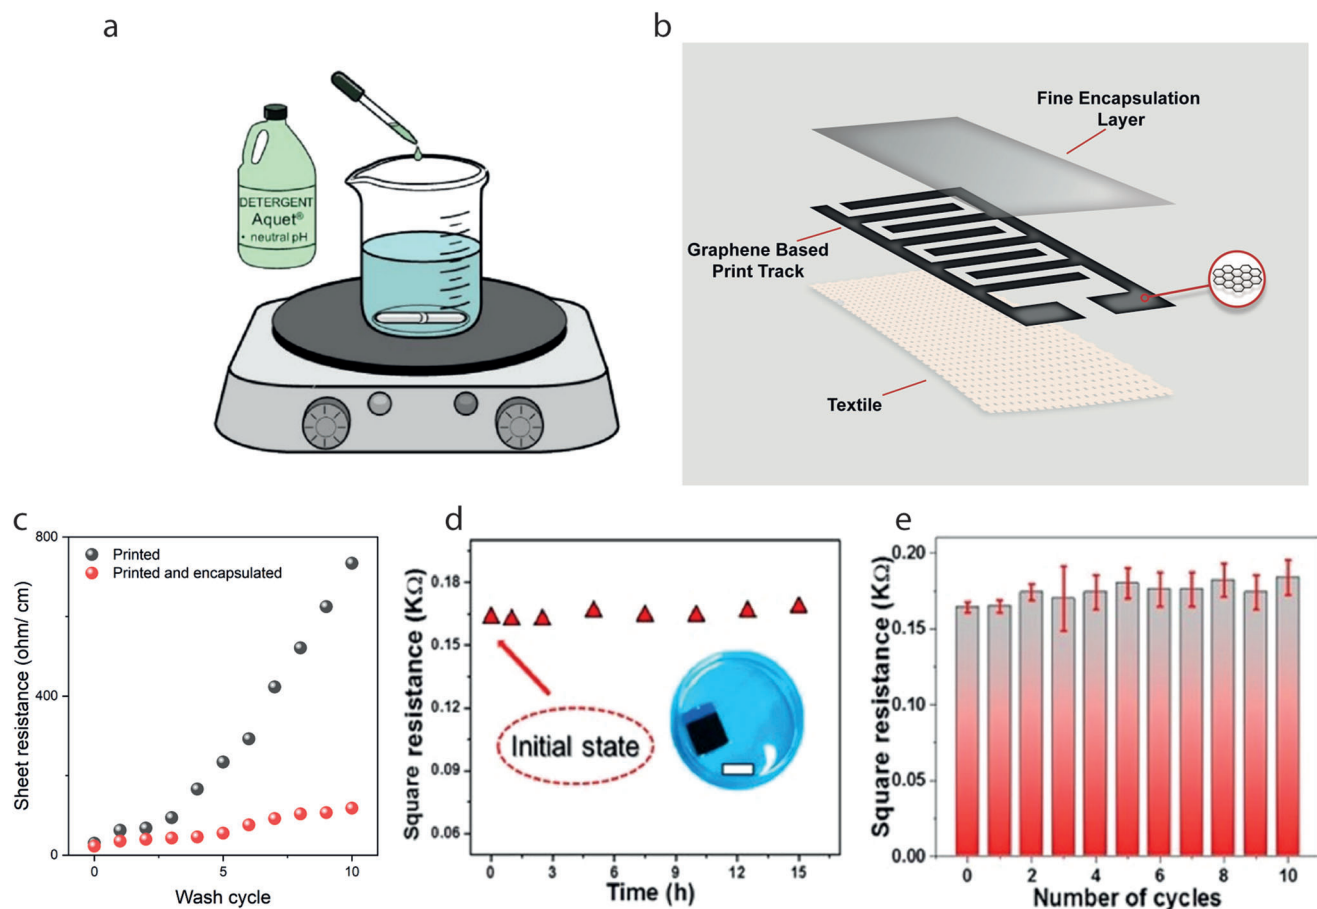 a
DETERGENT
Aquet®
• neutral pH
b
Fine Encapsulation
Layer
Graphene Based
Print Track
Textile
c
Sheet resistance (ohm/ cm)
800
400
0
Printed
Printed and encapsulated
0
5
10
Wash cycle
d
Square resistance (KΩ)
0.18
0.15
0.12
0.09
0.06
Initial state
0
3
6
9
12
15
Time (h)
e
Square resistance (KΩ)
0.20
0.15
0.10
0.05
0.00
0
2
4
6
8
10
Number of cycles